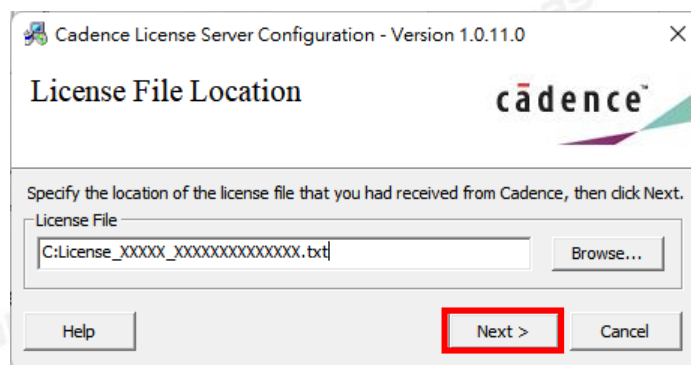 Cadence License Server Configuration - Version 1.0.11.0
License File Location
cādence™
Specify the location of the license file that you had received from Cadence, then click Next.
License File
C:License_XXXXX_XXXXXXXXXXXXXX.txt
Browse...
Help
Next >
Cancel